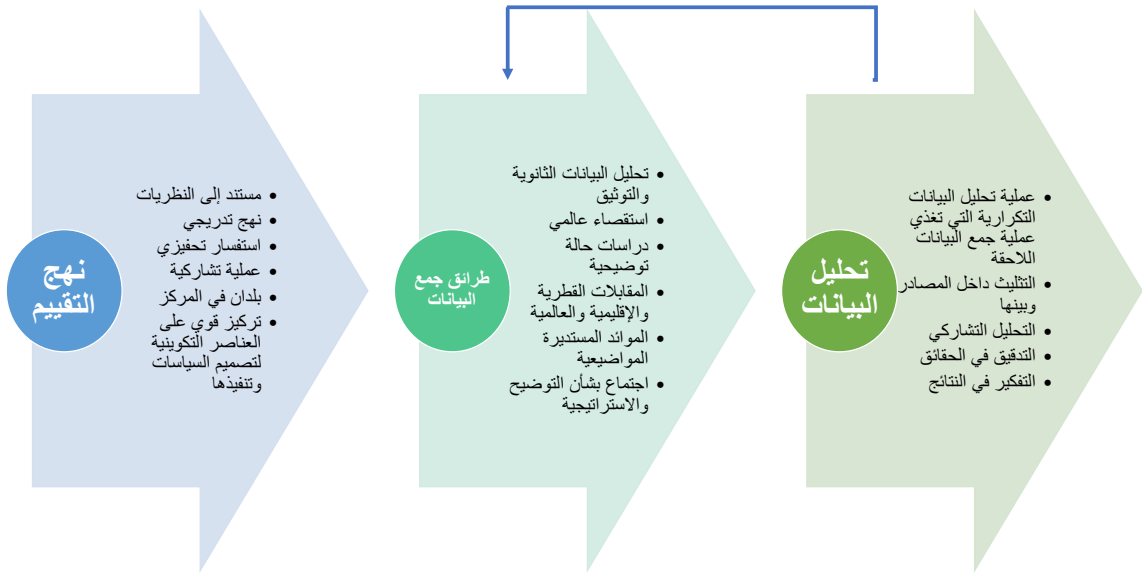 نهج
التقييم
مستند إلى النظريات
نهج تدريجي
استفسار تحفيزي
عملية تشاركية
بلدان في المركز
تركيز قوي على
العناصر التكوينية
لتصميم السياسات
وتنفيذها
طرائق جمع
البيانات
تحليل البيانات الثانوية
والتوثيق
استقصاء عالمي
دراسات حالة
توضيحية
المقابلات القطرية
والإقليمية والعالمية
الموائد المستديرة
المواضيعية
اجتماع بشأن التوضيح
والاستراتيجية
تحليل
البيانات
عملية تحليل البيانات
التكرارية التي تغذي
عملية جمع البيانات
اللاحقة
التثليث داخل المصادر
وبينها
التحليل التشاركي
التدقيق في الحقائق
التفكير في النتائج